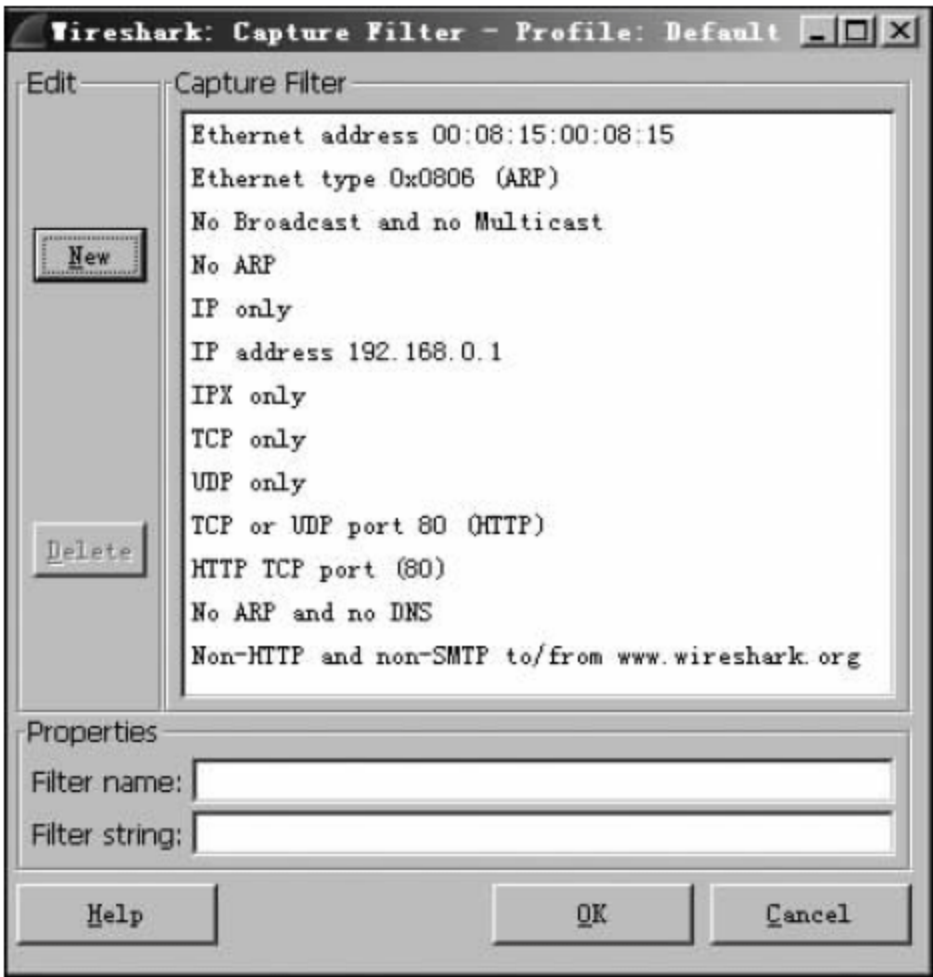 Wireshark: Capture Filter - Profile: Default
Edit
Capture Filter
Ethernet address 00:08:15:00:08:15
Ethernet type 0x0806 (ARP)
No Broadcast and no Multicast
New
No ARP
IP only
IP address 192.168.0.1
IPX only
TCP only
UDP only
TCP or UDP port 80 (HTTP)
Delete
HTTP TCP port (80)
No ARP and no DNS
Non-HTTP and non-SMTP to/from www.wireshark.org
Properties
Filter name:
Filter string:
Help
OK
Cancel